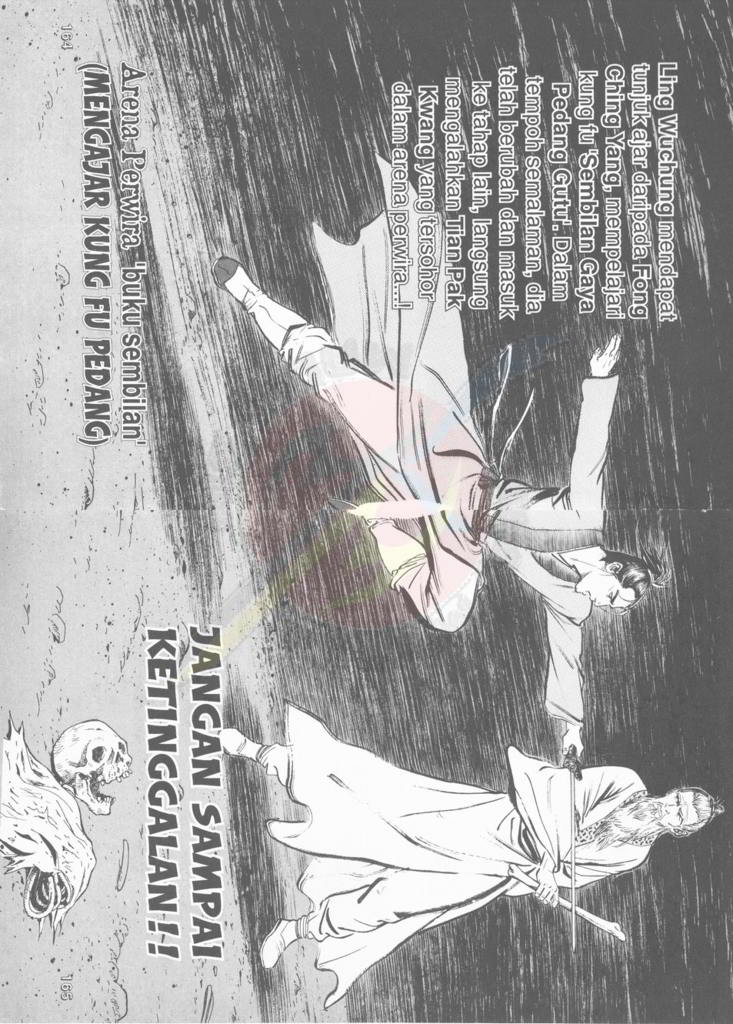 Ling Wuchung mendapat
tunjuk ajar daripada Fong
Ching Yang, mempelajari
kung fu 'Sembilan Gaya
Pedang Gutu'. Dalam
tempoh semalaman, dia
telah berubah dan masuk
ke tahap lain, langsung
mengalahkan Tian Pak
Kwang yang tersohor
dalam arena perwira...!
Arena Perwira 'buku sembilan'
(MENGAJAR KUNG FU PEDANG)
JANGAN SAMPAI
KETINGGALAN!!
164
165